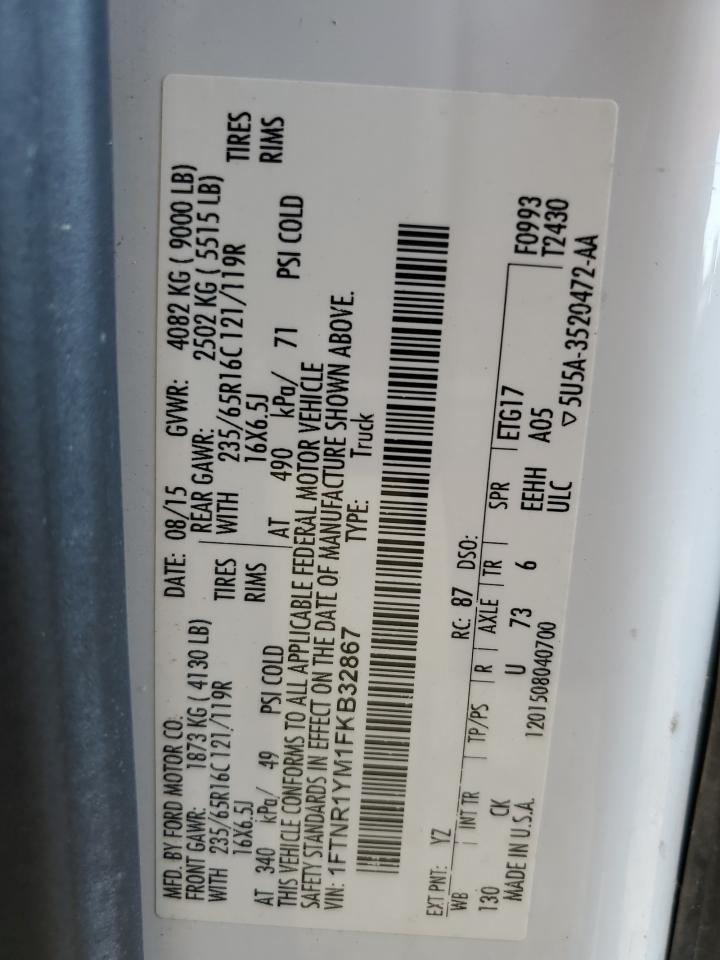 MFD. BY FORD MOTOR CO. DATE: 08/15 GVWR: 4082 KG ( 9000 LB)
FRONT GAWR: 1873 KG ( 4130 LB) REAR GAWR: 2502 KG ( 5515 LB)
WITH 235/65R16C 121/119R TIRES WITH 235/65R16C 121/119R TIRES
16X6.5J RIMS 16X6.5J RIMS
AT 340 kPa/ 49 PSI COLD AT 490 kPa/ 71 PSI COLD
THIS VEHICLE CONFORMS TO ALL APPLICABLE FEDERAL MOTOR VEHICLE
SAFETY STANDARDS IN EFFECT ON THE DATE OF MANUFACTURE SHOWN ABOVE.
VIN: 1FTNR1YM1FKB32867 TYPE: Truck
EXT PNT: YZ RC: 87 DSO:
WB INT TR TP/PS R AXLE TR SPR ETG17 F0993
130 CK U 73 6 EEHH A05 T2430
MADE IN U.S.A. 1201508040700 ULC ▽ 5U5A-3520472-AA